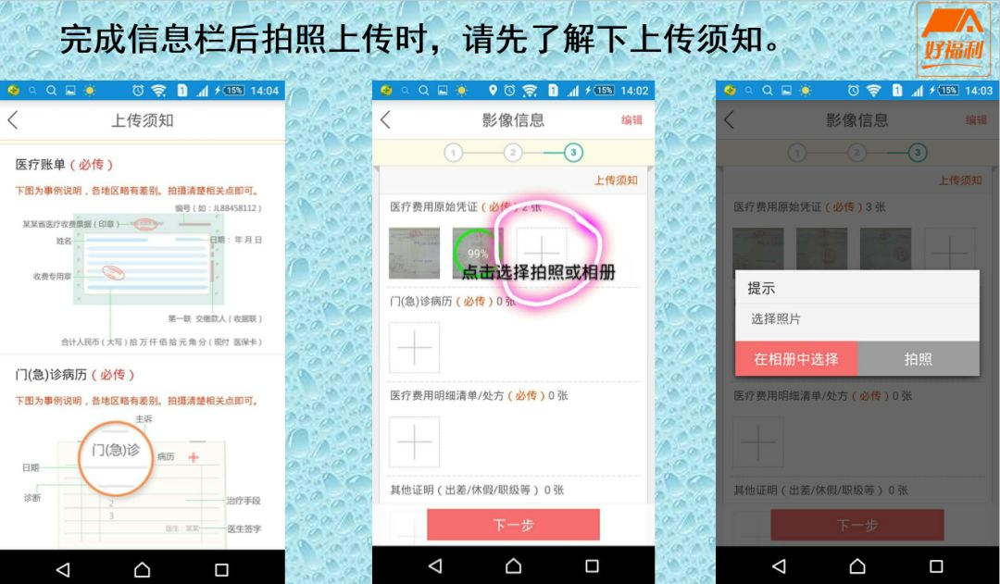 完成信息栏后拍照上传时，请先了解下上传须知。
好福利
1 15% 14:04
上传须知
医疗账单（必传）
下图为事例说明，各地区略有差别。拍摄清楚相关点即可。
编号（如：JL88458112）
某某省医疗收费票据（印章）
姓名
日期： 年 月 日
收费专用章
第一联 交缴款人（收据联）
合计人民币（大写）拾 万 仟 佰 拾 元 角 分（现付 医保卡）
门(急)诊病历（必传）
下图为事例说明，各地区略有差别。拍摄清楚相关点即可。
主诉
门(急)诊
病历
日期
诊断
治疗手段
2
3
医生：某某
医生签字
1 15% 14:02
影像信息
编辑
1 2 3
上传须知
医疗费用原始凭证（必传）2 张
99%
点击选择拍照或相册
门(急)诊病历（必传）0 张
医疗费用明细清单/处方（必传）0 张
其他证明（出差/休假/职级等）0 张
下一步
1 15% 14:03
影像信息
编辑
1 2 3
上传须知
医疗费用原始凭证（必传）3 张
提示
选择照片
在相册中选择
拍照
医疗费用明细清单/处方（必传）0 张
其他证明（出差/休假/职级等）0 张
下一步